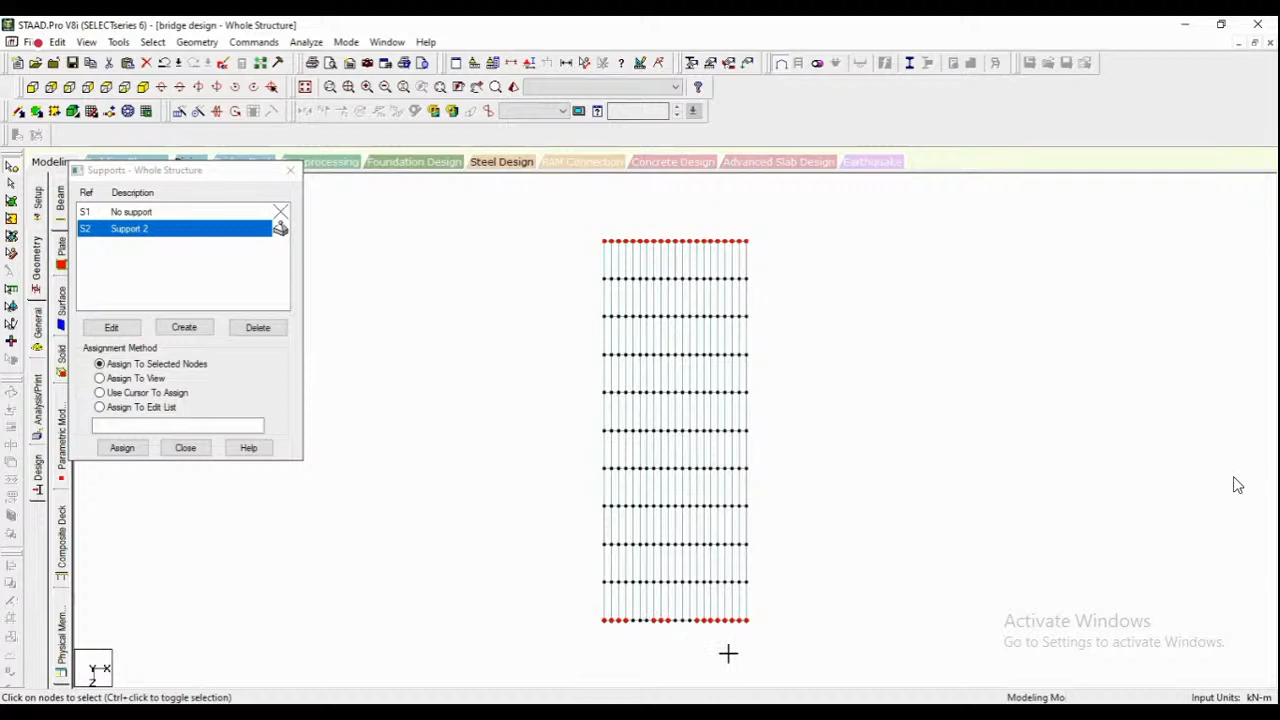 STAAD.Pro V8i (SELECTseries 6) - [bridge design - Whole Structure]
Fi Edit View Tools Select Geometry Commands Analyze Mode Window Help
Modeling
processing Foundation Design Steel Design RAM Connection Concrete Design Advanced Slab Design Earthquake
Supports - Whole Structure
Ref Description
S1 No support
S2 Support 2
Edit Create Delete
Assignment Method
Assign To Selected Nodes
Assign To View
Use Cursor To Assign
Assign To Edit List
Assign Close Help
Setup
Geometry
General
Analysis/Print
Design
Beam
Plate
Surface
Solid
Parametric Mod...
Composite Deck
Physical Mem...
Y X
Z
Activate Windows
Go to Settings to activate Windows.
Click on nodes to select (Ctrl+click to toggle selection)
Modeling Mo
Input Units: kN-m